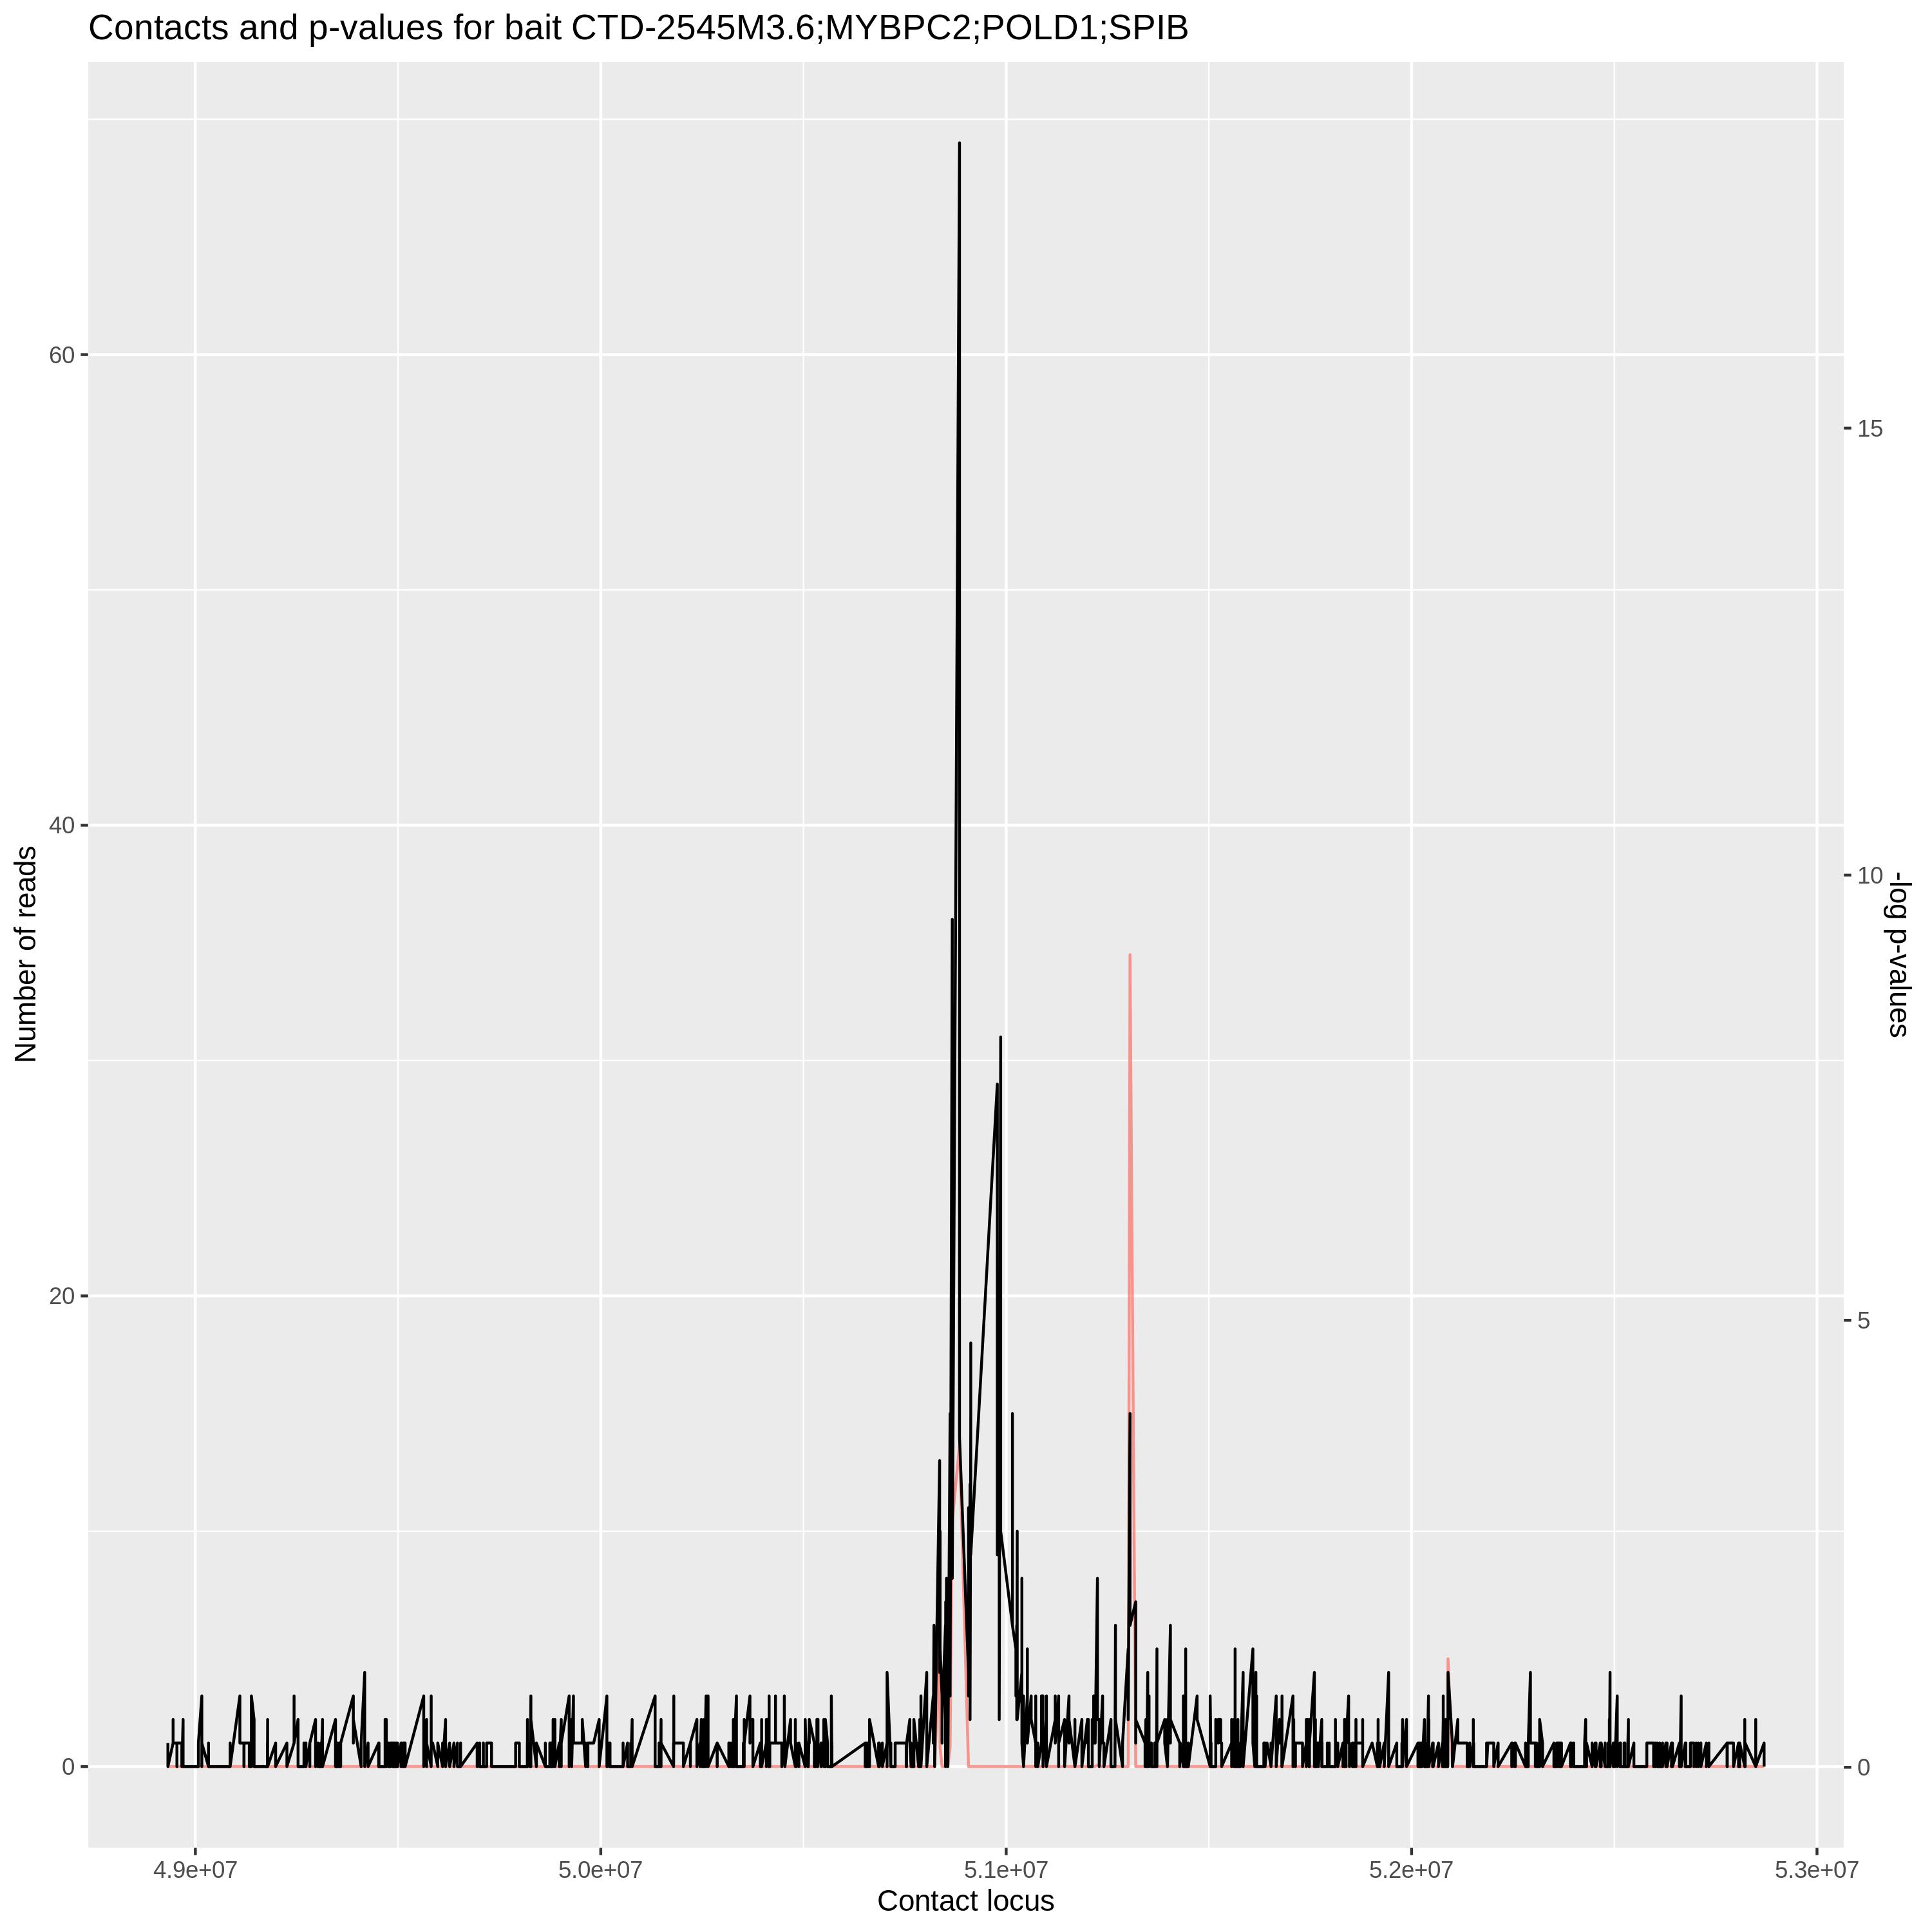 Contacts and p-values for bait CTD-2545M3.6;MYBPC2;POLD1;SPIB
60
40
20
0
Number of reads
15
10
5
0
-log p-values
4.9e+07
5.0e+07
5.1e+07
5.2e+07
5.3e+07
Contact locus